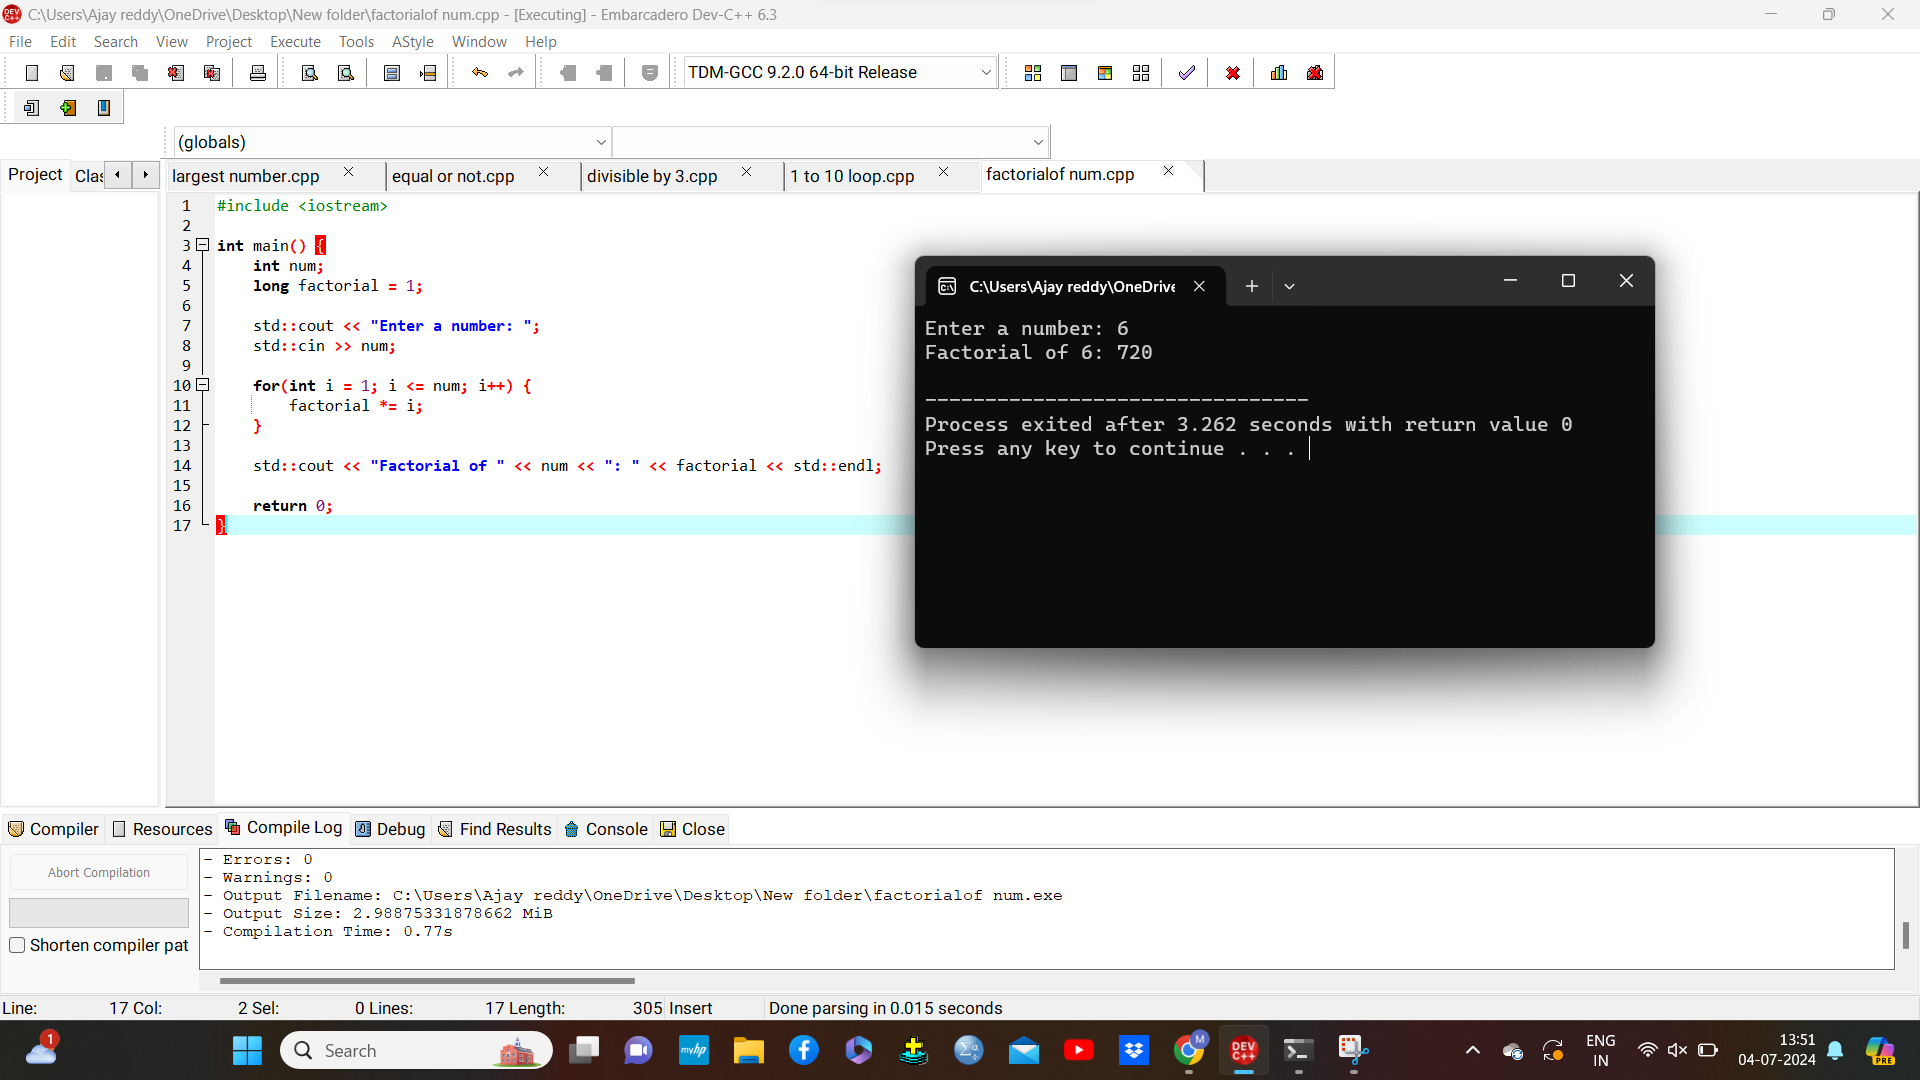 C:\Users\Ajay reddy\OneDrive\Desktop\New folder\factorialof num.cpp - [Executing] - Embarcadero Dev-C++ 6.3
File Edit Search View Project Execute Tools AStyle Window Help
TDM-GCC 9.2.0 64-bit Release
(globals)
Project Clas largest number.cpp equal or not.cpp divisible by 3.cpp 1 to 10 loop.cpp factorialof num.cpp
1 #include <iostream>
2
3 int main() {
4 int num;
5 long factorial = 1;
6
7 std::cout << "Enter a number: ";
8 std::cin >> num;
9
10 for(int i = 1; i <= num; i++) {
11 factorial *= i;
12 }
13
14 std::cout << "Factorial of " << num << ": " << factorial << std::endl;
15
16 return 0;
17 }
C:\Users\Ajay reddy\OneDrive
Enter a number: 6
Factorial of 6: 720
--------------------------------
Process exited after 3.262 seconds with return value 0
Press any key to continue . . .
Compiler Resources Compile Log Debug Find Results Console Close
Abort Compilation
Shorten compiler pat
- Errors: 0
- Warnings: 0
- Output Filename: C:\Users\Ajay reddy\OneDrive\Desktop\New folder\factorialof num.exe
- Output Size: 2.98875331878662 MiB
- Compilation Time: 0.77s
Line: 17 Col: 2 Sel: 0 Lines: 17 Length: 305 Insert Done parsing in 0.015 seconds
1
Search
myhp
M
DEV C++
ENG
IN
13:51
04-07-2024
PRE